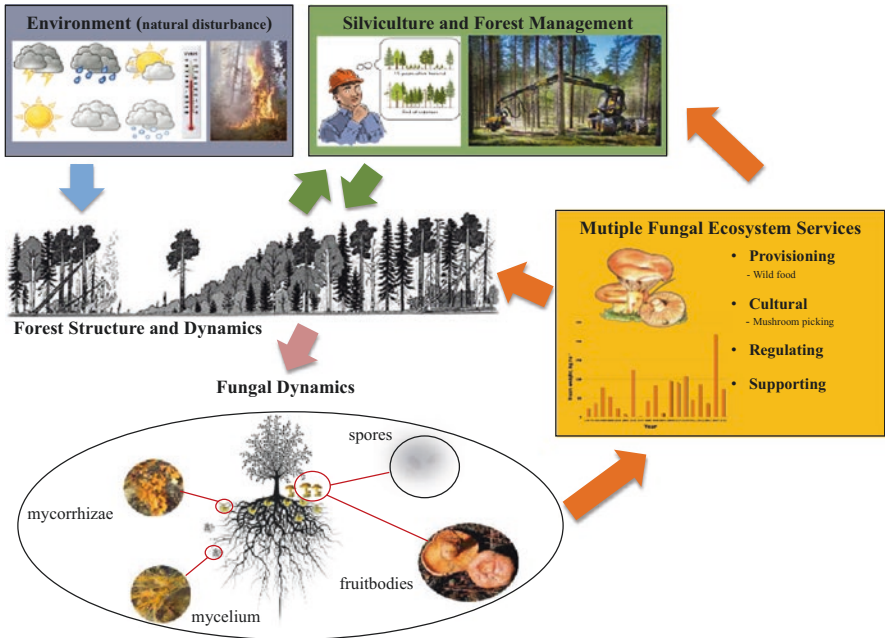 Environment (natural disturbance)
Silviculture and Forest Management
Mutiple Fungal Ecosystem Services
• Provisioning
- Wild food
• Cultural
- Mushroom picking
• Regulating
• Supporting
Year
Forest Structure and Dynamics
Fungal Dynamics
spores
mycorrhizae
fruitbodies
mycelium